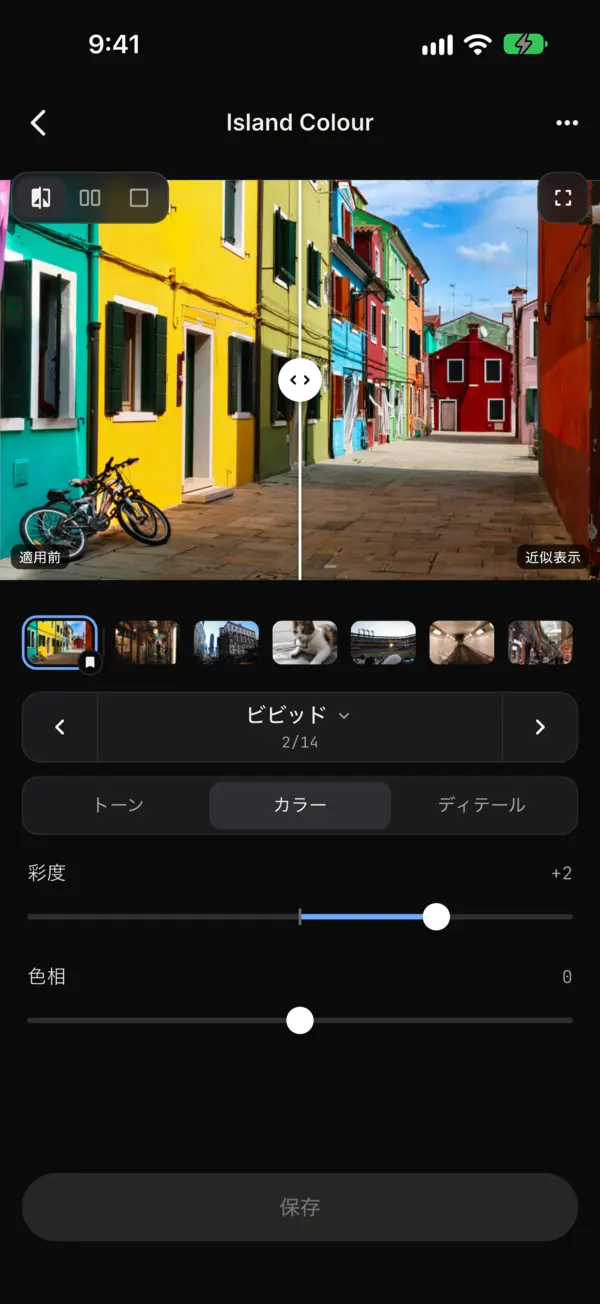 9:41
Island Colour
適用前
近似表示
ビビッド
2/14
トーン
カラー
ディテール
彩度
+2
色相
0
保存